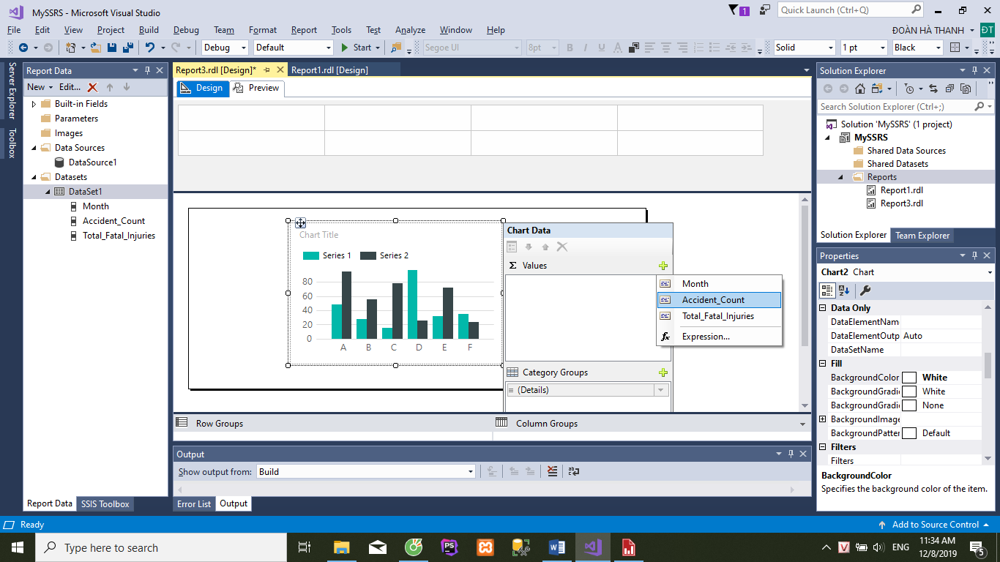 MySSRS - Microsoft Visual Studio
1
Quick Launch (Ctrl+Q)
File Edit View Project Build Debug Team Format Report Tools Test Analyze Window Help
ĐOÀN HÀ THANH
ĐT
Debug
Default
Start
Segoe UI
8pt
Solid
1 pt
Black
Server Explorer
Toolbox
Report Data
New Edit...
Built-in Fields
Parameters
Images
Data Sources
DataSource1
Datasets
DataSet1
Month
Accident_Count
Total_Fatal_Injuries
Report Data
SSIS Toolbox
Report3.rdl [Design]*
Report1.rdl [Design]
Design
Preview
Chart Title
Series 1
Series 2
80
60
40
20
0
A B C D E F
Chart Data
Σ Values
Month
Accident_Count
Total_Fatal_Injuries
fx Expression...
Category Groups
(Details)
Row Groups
Column Groups
Output
Show output from: Build
Error List
Output
Solution Explorer
Search Solution Explorer (Ctrl+;)
Solution 'MySSRS' (1 project)
MySSRS
Shared Data Sources
Shared Datasets
Reports
Report1.rdl
Report3.rdl
Solution Explorer
Team Explorer
Properties
Chart2 Chart
Data Only
DataElementNam
DataElementOutp Auto
DataSetName
Fill
BackgroundColor White
BackgroundGradi White
BackgroundGradi None
BackgroundImage
BackgroundPatter Default
Filters
Filters
BackgroundColor
Specifies the background color of the item.
Ready
Add to Source Control
Type here to search
PS
W
V
ENG
11:34 AM
12/8/2019
5